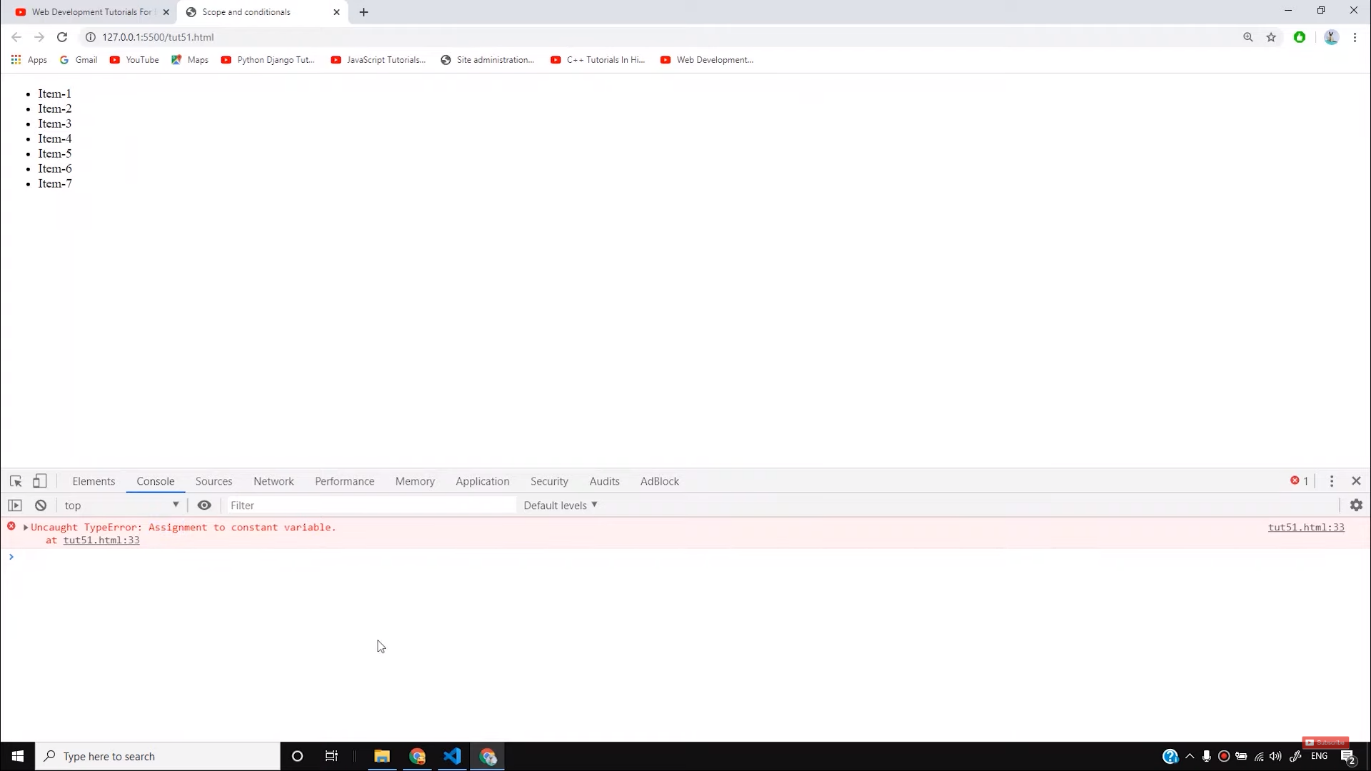 Web Development Tutorials For
Scope and conditionals
127.0.0.1:5500/tut51.html
Apps Gmail YouTube Maps Python Django Tut... JavaScript Tutorials... Site administration... C++ Tutorials In Hi... Web Development...
Item-1
Item-2
Item-3
Item-4
Item-5
Item-6
Item-7
Elements Console Sources Network Performance Memory Application Security Audits AdBlock 1
top Filter Default levels
Uncaught TypeError: Assignment to constant variable. tut51.html:33
at tut51.html:33
Subscribe
Type here to search ENG 2